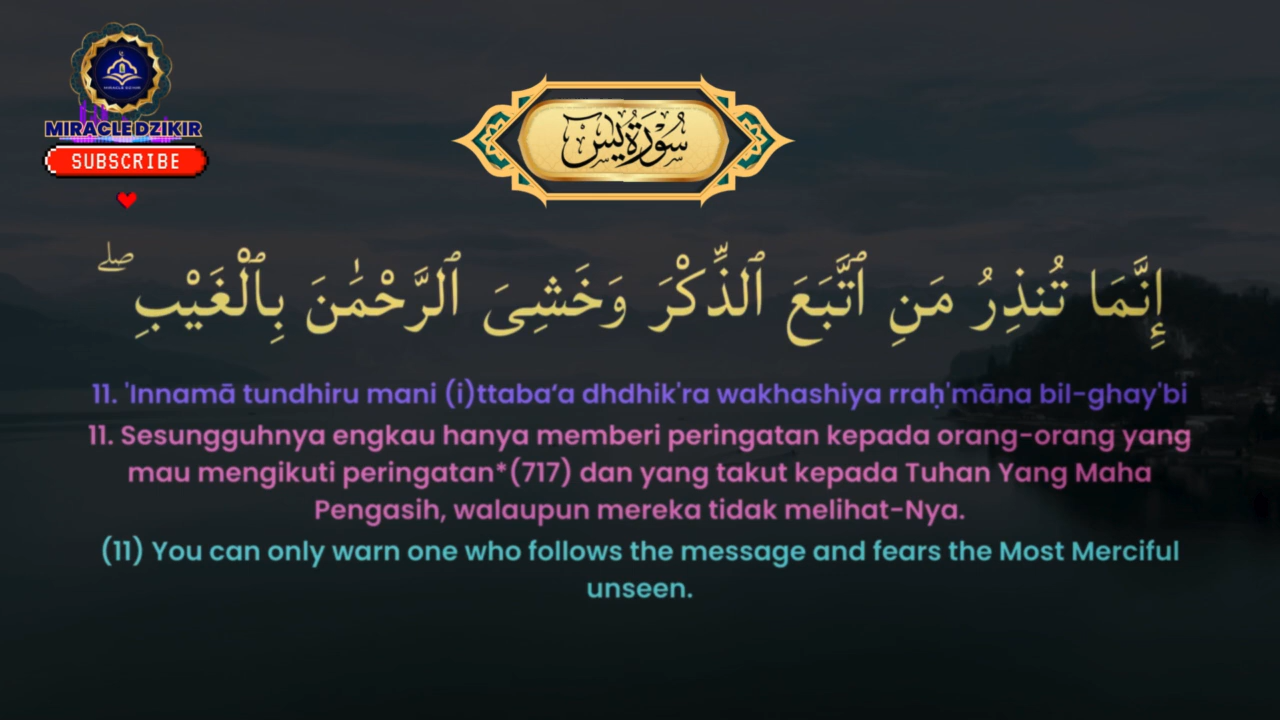 MIRACLE DZIKIR
MIRACLE DZIKIR
SUBSCRIBE
سُوْرَةُ يٰسۤ
إِنَّمَا تُنذِرُ مَنِ ٱتَّبَعَ ٱلذِّكْرَ وَخَشِىَ ٱلرَّحْمَٰنَ بِٱلْغَيْبِ ۖ
11. 'Innamā tundhiru mani (i)ttaba‘a dhdhik'ra wakhashiya rraḥ'māna bil-ghay'bi
11. Sesungguhnya engkau hanya memberi peringatan kepada orang-orang yang
mau mengikuti peringatan*(717) dan yang takut kepada Tuhan Yang Maha
Pengasih, walaupun mereka tidak melihat-Nya.
(11) You can only warn one who follows the message and fears the Most Merciful
unseen.